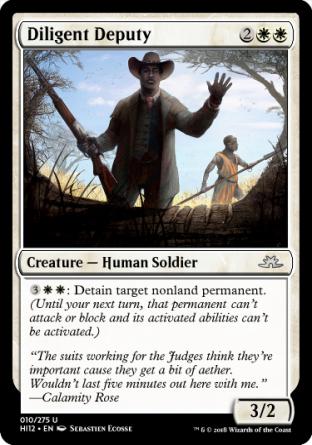 Diligent Deputy 2
Creature — Human Soldier
3: Detain target nonland permanent.
(Until your next turn, that permanent can't
attack or block and its activated abilities can't
be activated.)
"The suits working for the Judges think they're
important cause they get a bit of aether.
Wouldn't last five minutes out here with me."
—Calamity Rose
3/2
010/275 U
HI12 • EN Sebastien Ecosse
™ & © 2018 Wizards of the Coast